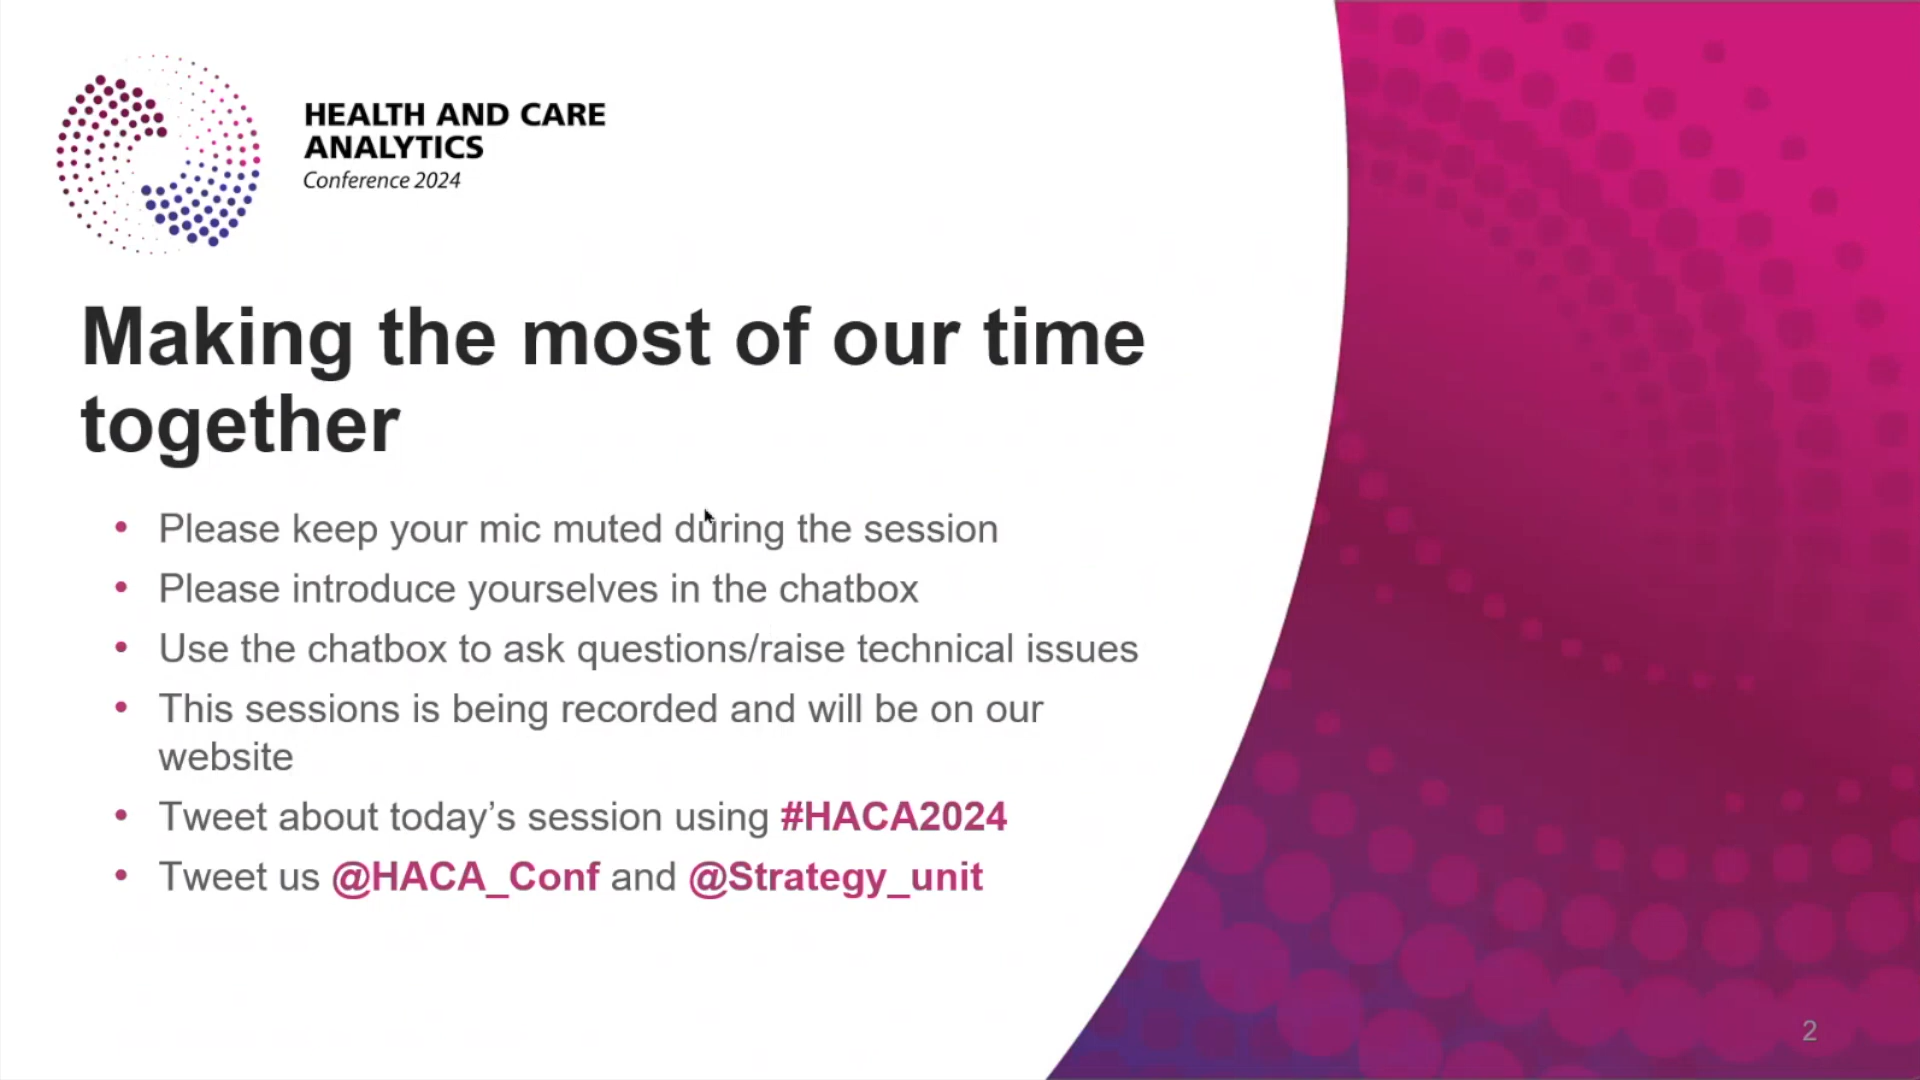 HEALTH AND CARE
ANALYTICS
Conference 2024
Making the most of our time
together
• Please keep your mic muted during the session
• Please introduce yourselves in the chatbox
• Use the chatbox to ask questions/raise technical issues
• This sessions is being recorded and will be on our
website
• Tweet about today’s session using #HACA2024
• Tweet us @HACA_Conf and @Strategy_unit
2